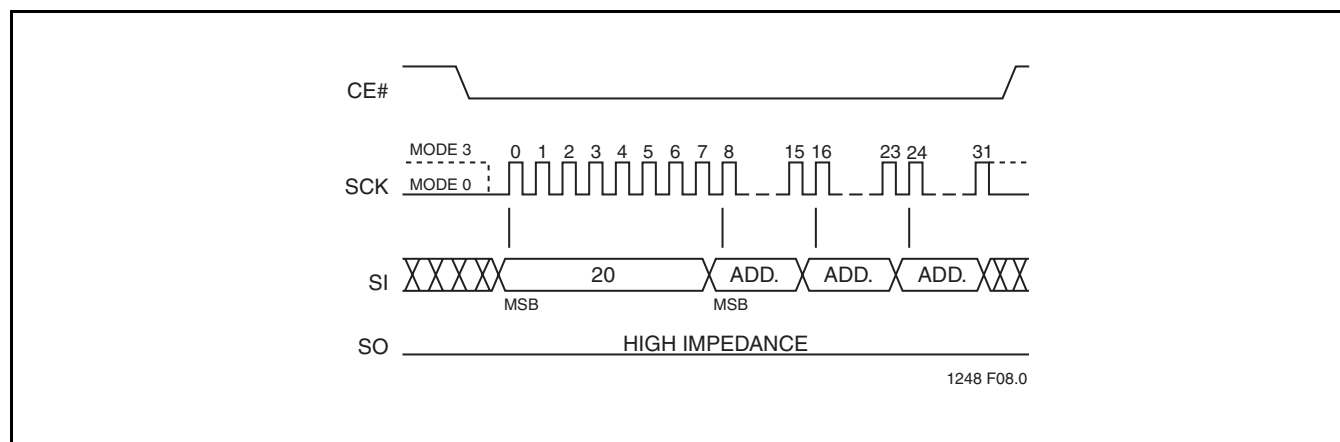 CE#
MODE 3
0 1 2 3 4 5 6 7 8 15 16 23 24 31
SCK
MODE 0
SI
20 ADD. ADD. ADD.
MSB MSB
SO
HIGH IMPEDANCE
1248 F08.0